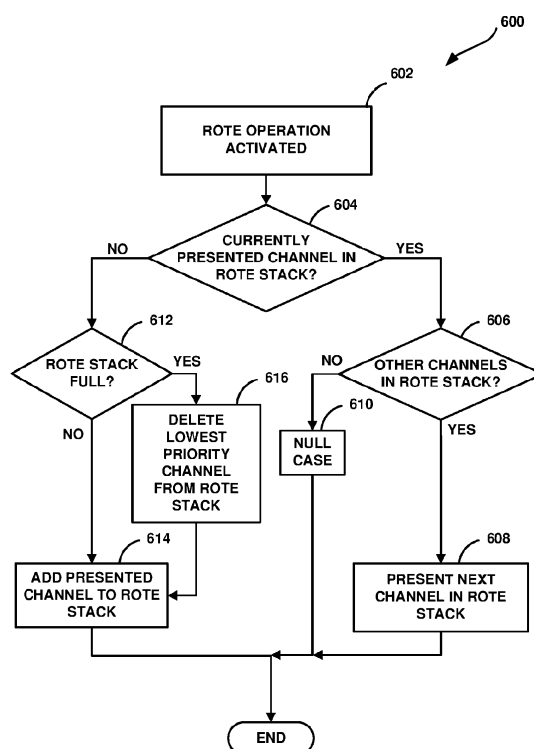 600
602
ROTE OPERATION
ACTIVATED
604
CURRENTLY
PRESENTED CHANNEL IN
ROTE STACK?
NO
YES
612
ROTE STACK
FULL?
YES
NO
616
DELETE
LOWEST
PRIORITY
CHANNEL
FROM ROTE
STACK
606
OTHER CHANNELS
IN ROTE STACK?
NO
YES
610
NULL
CASE
614
ADD PRESENTED
CHANNEL TO ROTE
STACK
608
PRESENT NEXT
CHANNEL IN ROTE
STACK
END